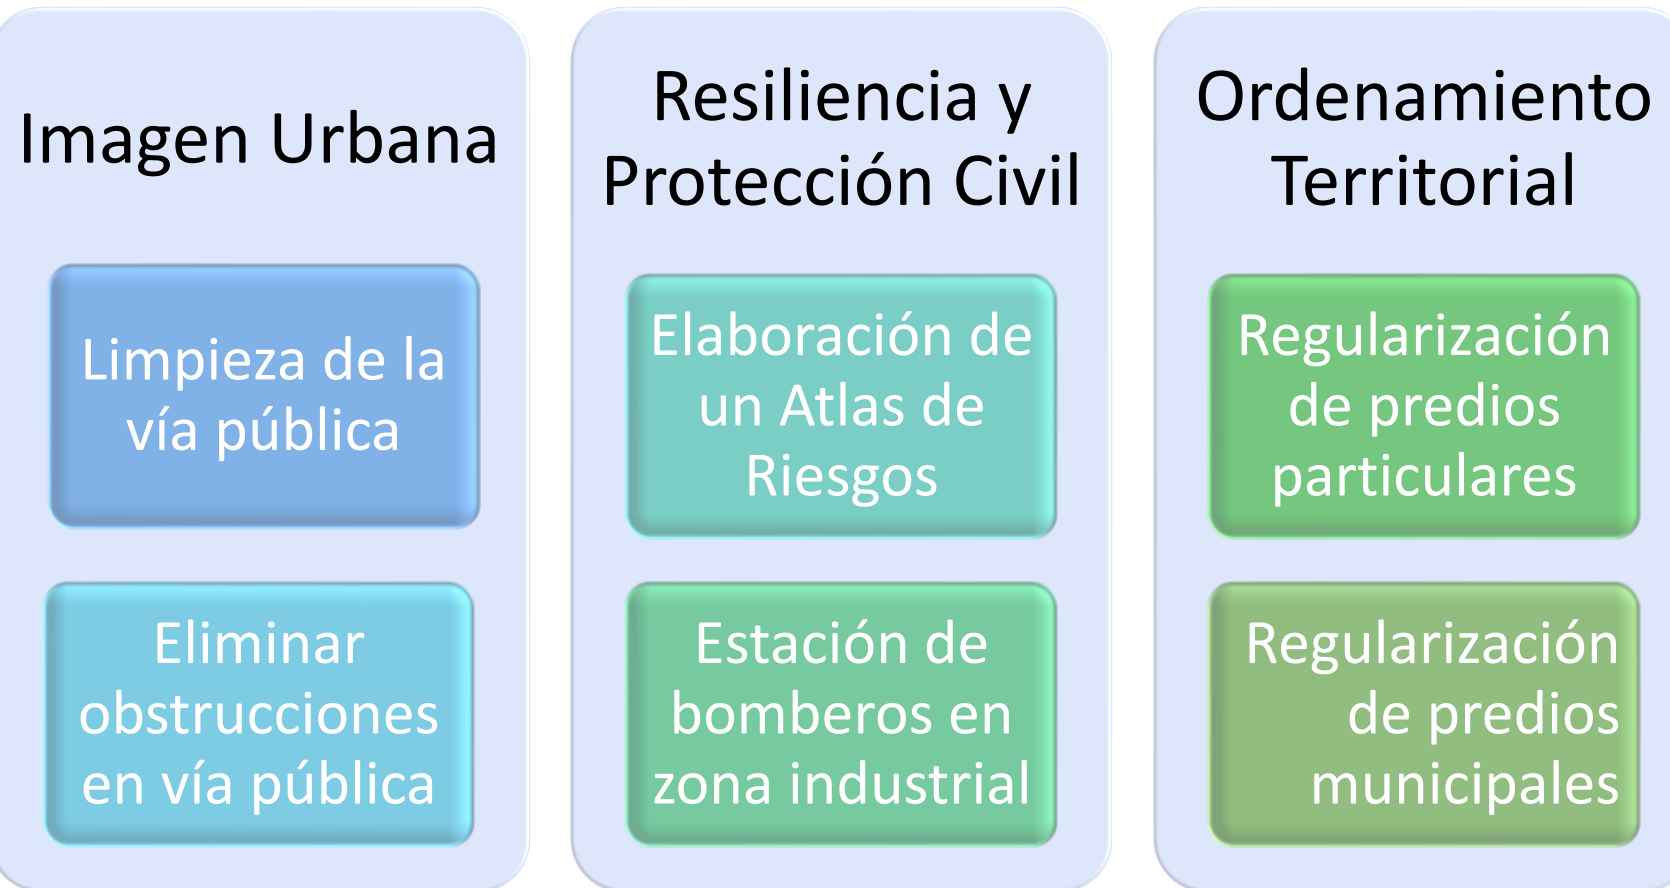 Imagen Urbana
Limpieza de la
vía pública
Eliminar
obstrucciones
en vía pública
Resiliencia y
Protección Civil
Elaboración de
un Atlas de
Riesgos
Estación de
bomberos en
zona industrial
Ordenamiento
Territorial
Regularización
de predios
particulares
Regularización
de predios
municipales